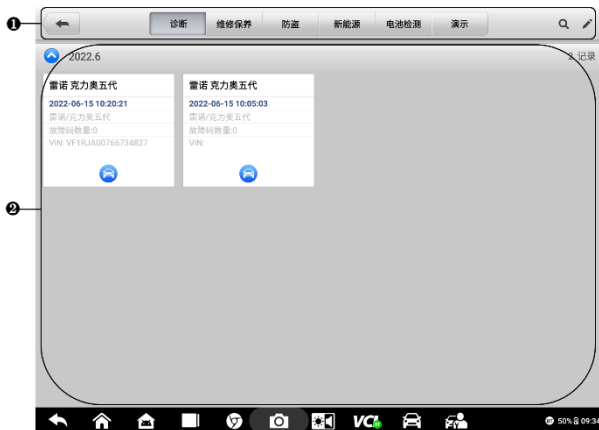 ❶
诊断 维修保养 防盗 新能源 电池检测 演示
2022.6
2 记录
雷诺 克力奥五代
2022-06-15 10:20:21
雷诺/克力奥五代
故障码数量:0
VIN: VF1RJA00766734827
雷诺 克力奥五代
2022-06-15 10:05:03
雷诺/克力奥五代
故障码数量:0
VIN:
❷
VCI
50% 09:34